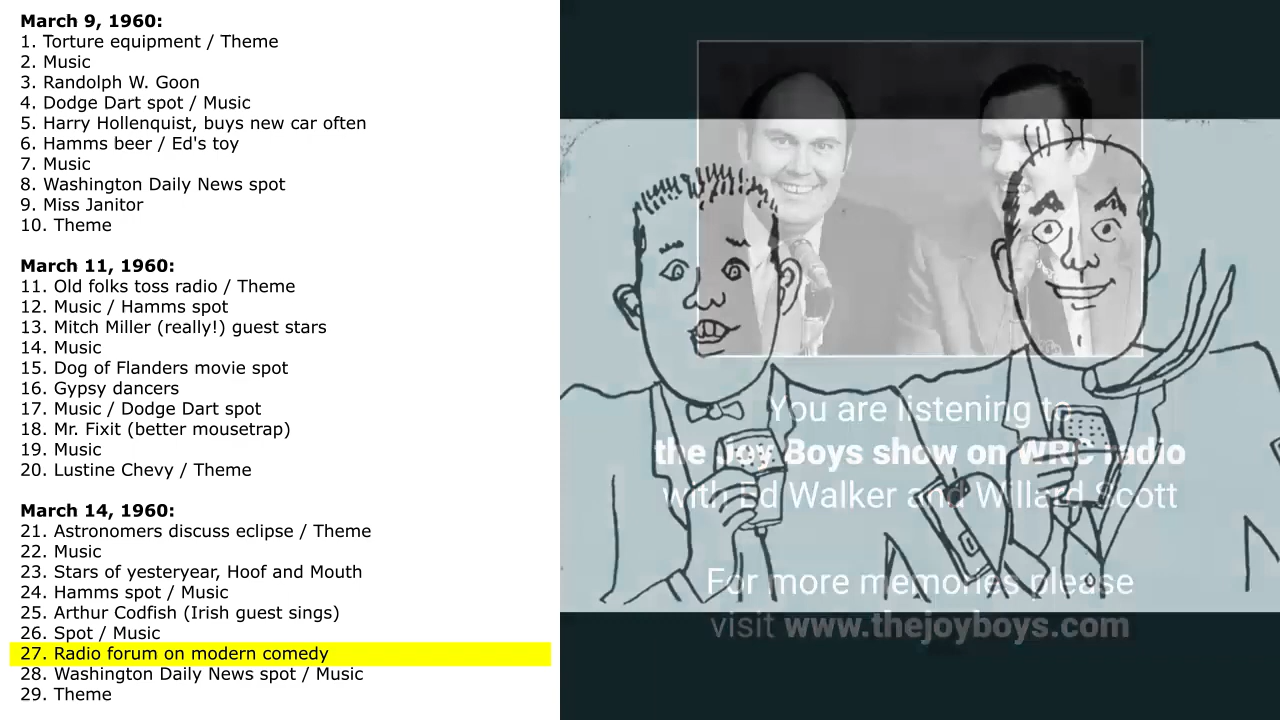 March 9, 1960:
1. Torture equipment / Theme
2. Music
3. Randolph W. Goon
4. Dodge Dart spot / Music
5. Harry Hollenquist, buys new car often
6. Hamms beer / Ed's toy
7. Music
8. Washington Daily News spot
9. Miss Janitor
10. Theme
March 11, 1960:
11. Old folks toss radio / Theme
12. Music / Hamms spot
13. Mitch Miller (really!) guest stars
14. Music
15. Dog of Flanders movie spot
16. Gypsy dancers
17. Music / Dodge Dart spot
18. Mr. Fixit (better mousetrap)
19. Music
20. Lustine Chevy / Theme
March 14, 1960:
21. Astronomers discuss eclipse / Theme
22. Music
23. Stars of yesteryear, Hoof and Mouth
24. Hamms spot / Music
25. Arthur Codfish (Irish guest sings)
26. Spot / Music
27. Radio forum on modern comedy
28. Washington Daily News spot / Music
29. Theme
You are listening to
the Joy Boys show on WRC radio
with Ed Walker and Willard Scott
For more memories please
visit www.thejoyboys.com